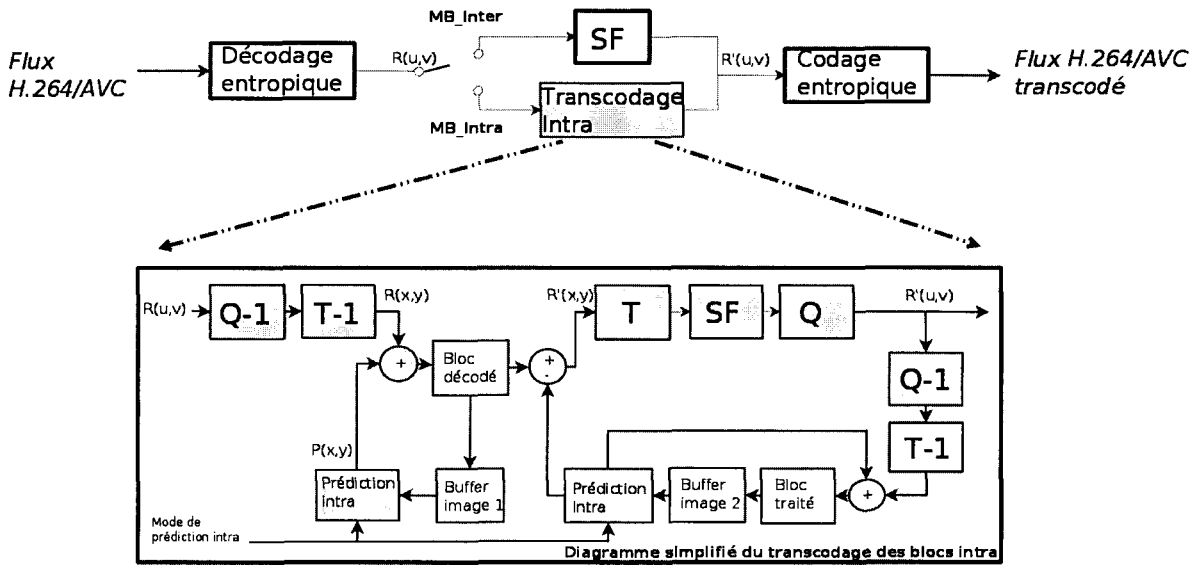 MB_Inter
Flux
H.264/AVC
Décodage
entropique
R(u,v)
SF
R'(u,v)
Codage
entropique
Flux H.264/AVC
transcodé
MB_Intra
Transcodage
Intra
R(u,v)
Q-1
T-1
R(x,y)
+
Bloc
décodé
+
-
R'(x,y)
T
SF
Q
R'(u,v)
Q-1
T-1
P(x,y)
Prédiction
intra
Buffer
image 1
Prédiction
Intra
Buffer
image 2
Bloc
traité
+
Mode de
prédiction intra
Diagramme simplifié du transcodage des blocs intra